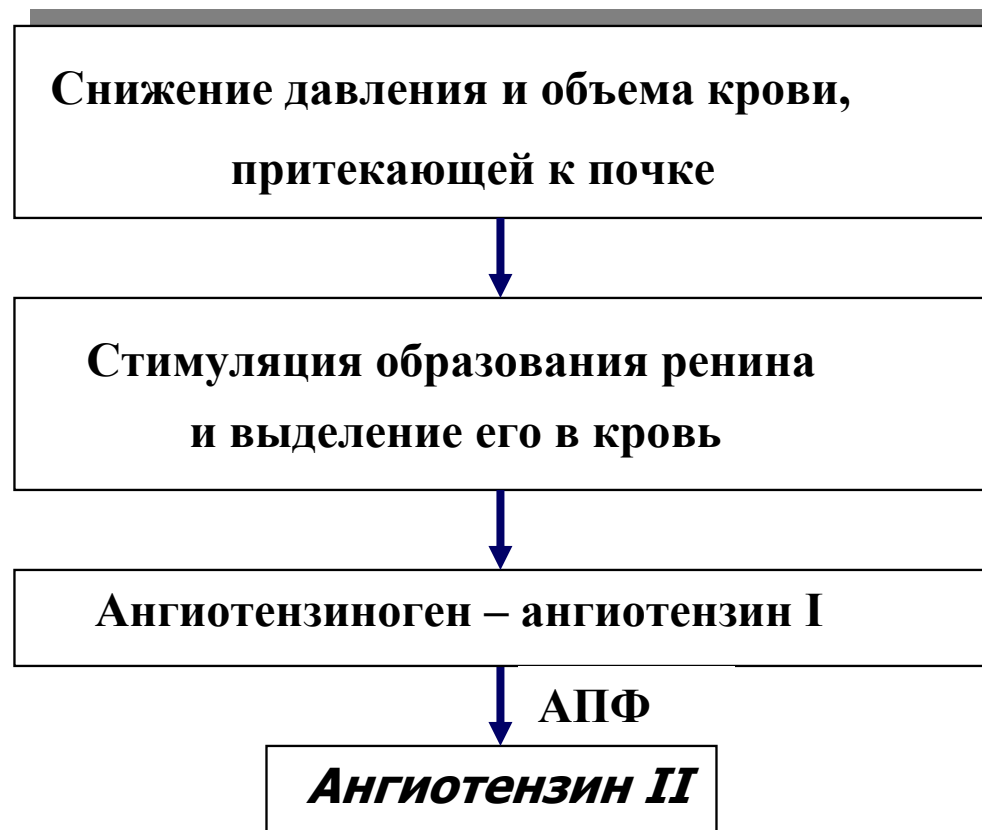 Снижение давления и объема крови,
притекающей к почке
Стимуляция образования ренина
и выделение его в кровь
Ангиотензиноген – ангиотензин I
АПФ
Ангиотензин II